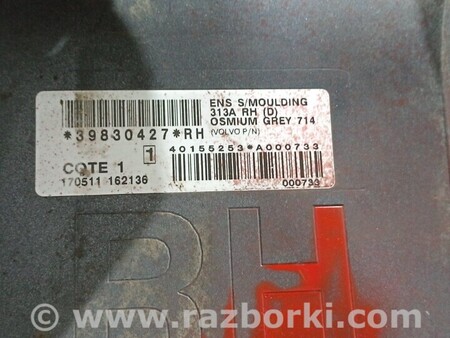 ENS S/MOULDING
313A RH (D)
OSMIUM GREY 714
*39830427*RH (VOLVO P/N)
1 40155253*A000733
COTE 1
170511 162136 000733
RH
www.razborki.com